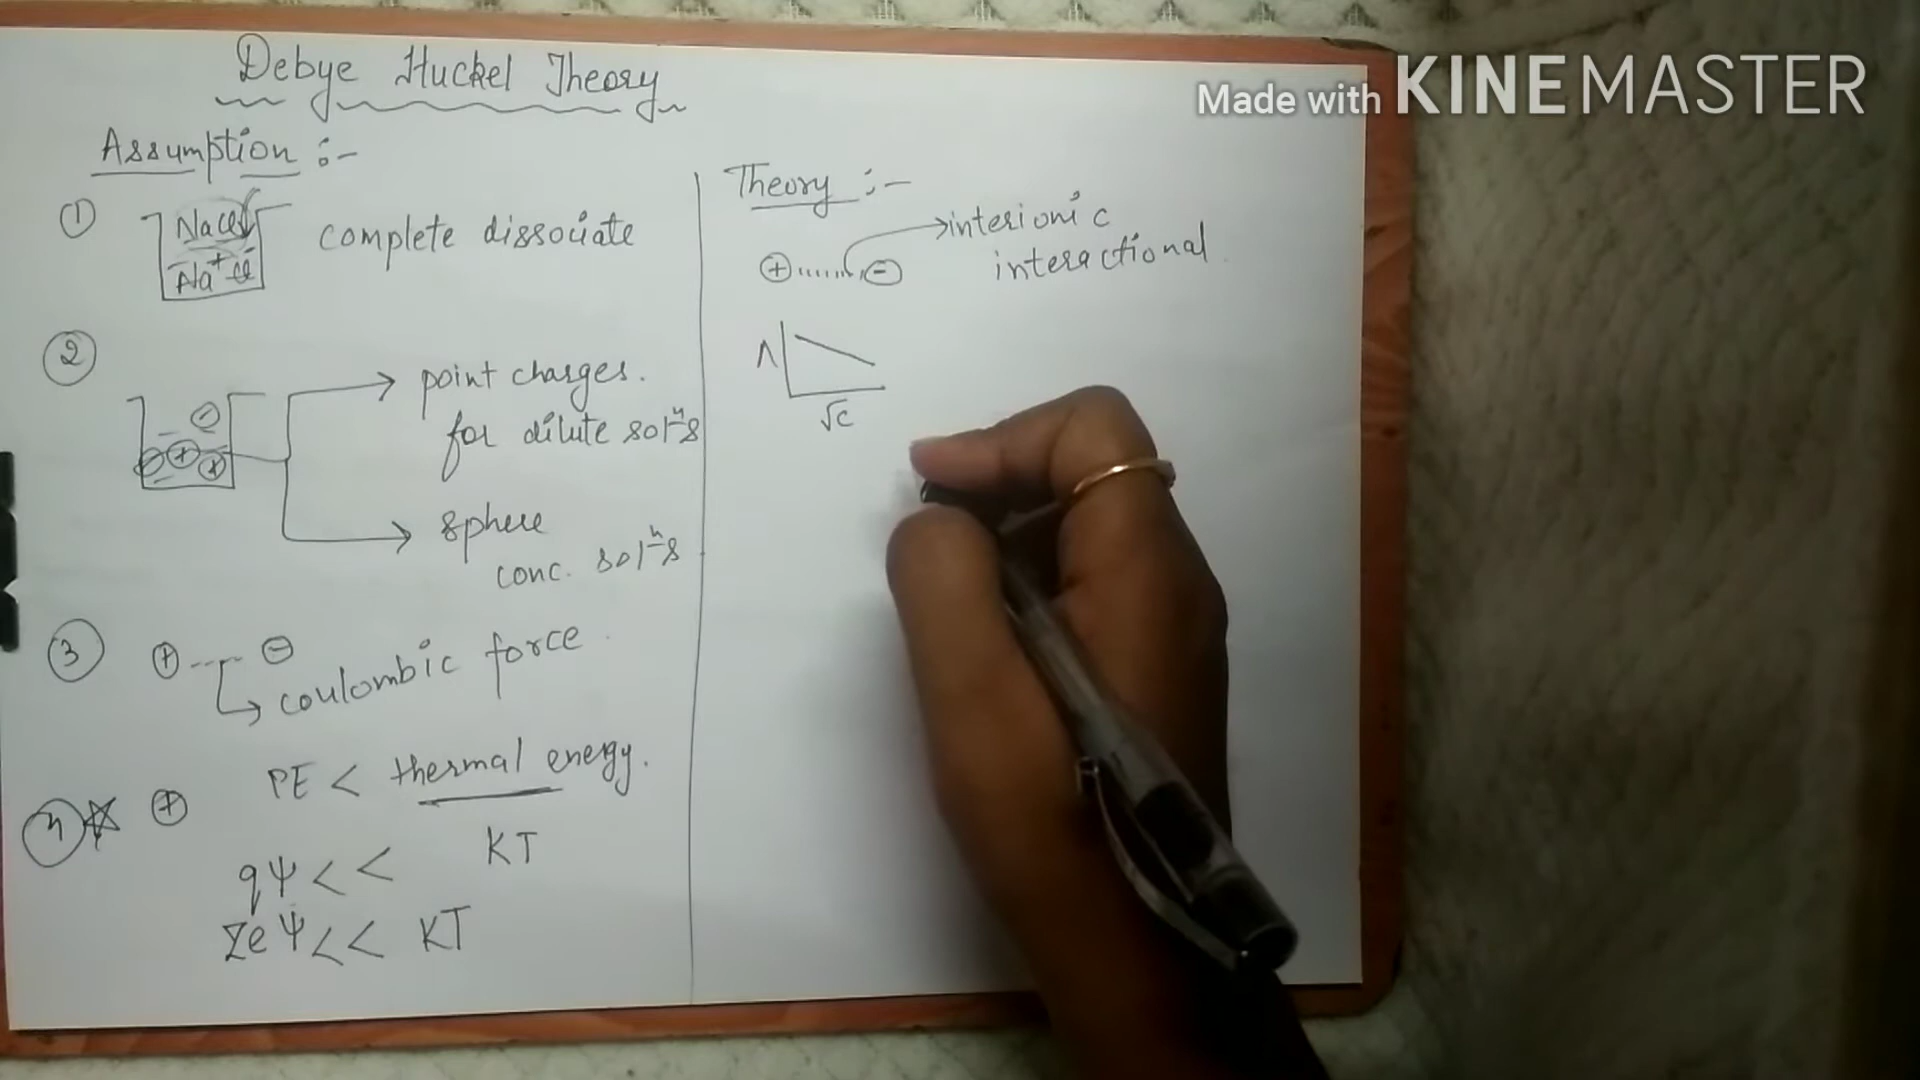 Debye Huckel Theory
Assumption :-
① NaCl complete dissociate
Na⁺Cl⁻
②
point charges.
for dilute solⁿs
sphere
conc. solⁿs
③ ⊕ ⊖
coulombic force
PE < thermal energy.
④ ⊕
qΨ << KT
ZeΨ << KT
Theory :-
⊕......⊖ interionic
interactional
Λ
√c
Made with KINEMASTER